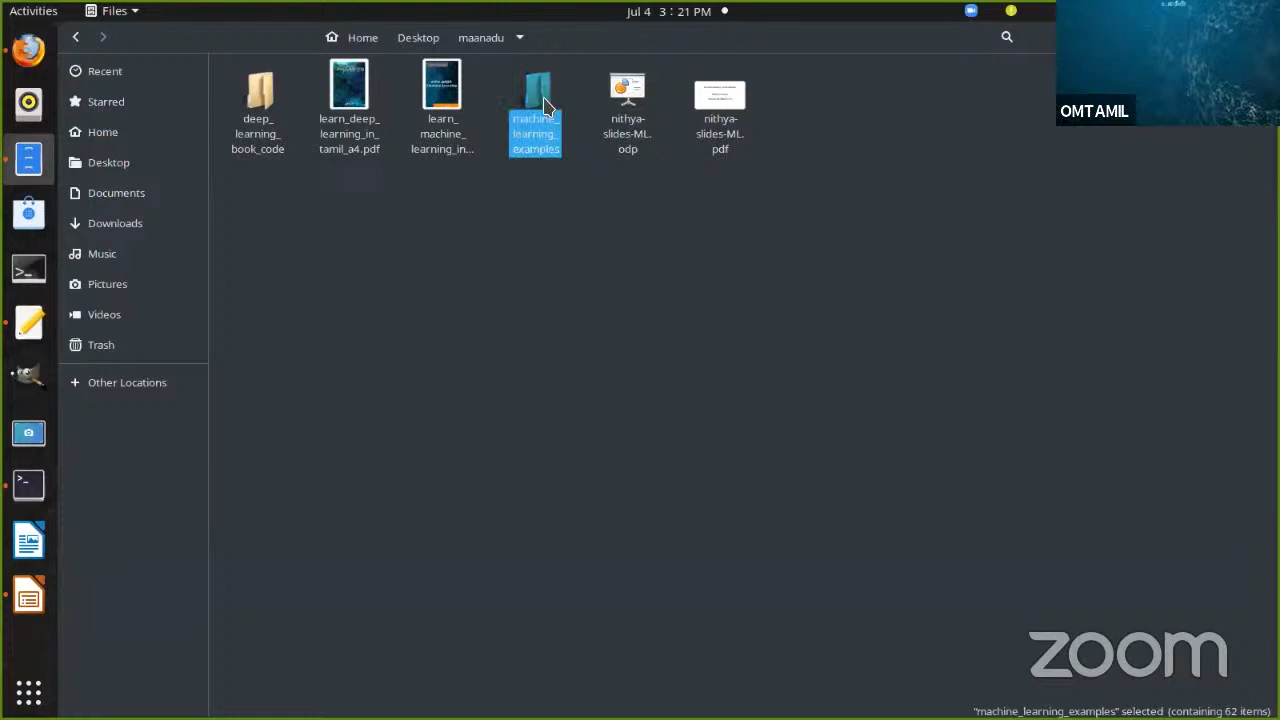 Activities
Files
Jul 4 3 : 21 PM
Home
Desktop
maanadu
Recent
Starred
Home
Desktop
Documents
Downloads
Music
Pictures
Videos
Trash
Other Locations
deep_
learning_
book_code
learn_deep_
learning_in_
tamil_a4.pdf
learn_
machine_
learning_in...
machine_
learning_
examples
nithya-
slides-ML.
odp
nithya-
slides-ML.
pdf
OMTAMIL
zoom
"machine_learning_examples" selected (containing 62 items)